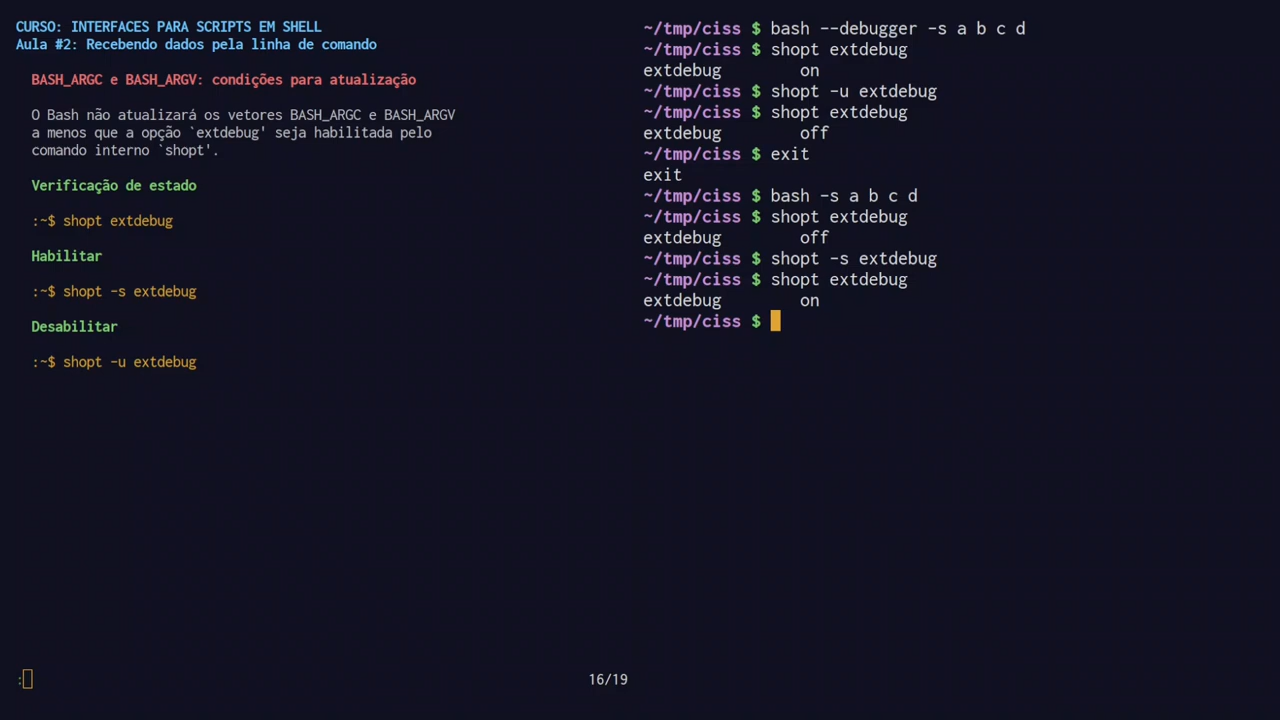 CURSO: INTERFACES PARA SCRIPTS EM SHELL
Aula #2: Recebendo dados pela linha de comando
BASH_ARGC e BASH_ARGV: condições para atualização
O Bash não atualizará os vetores BASH_ARGC e BASH_ARGV
a menos que a opção `extdebug' seja habilitada pelo
comando interno `shopt'.
Verificação de estado
:~$ shopt extdebug
Habilitar
:~$ shopt -s extdebug
Desabilitar
:~$ shopt -u extdebug
:
16/19
~/tmp/ciss $ bash --debugger -s a b c d
~/tmp/ciss $ shopt extdebug
extdebug        on
~/tmp/ciss $ shopt -u extdebug
~/tmp/ciss $ shopt extdebug
extdebug        off
~/tmp/ciss $ exit
exit
~/tmp/ciss $ bash -s a b c d
~/tmp/ciss $ shopt extdebug
extdebug        off
~/tmp/ciss $ shopt -s extdebug
~/tmp/ciss $ shopt extdebug
extdebug        on
~/tmp/ciss $